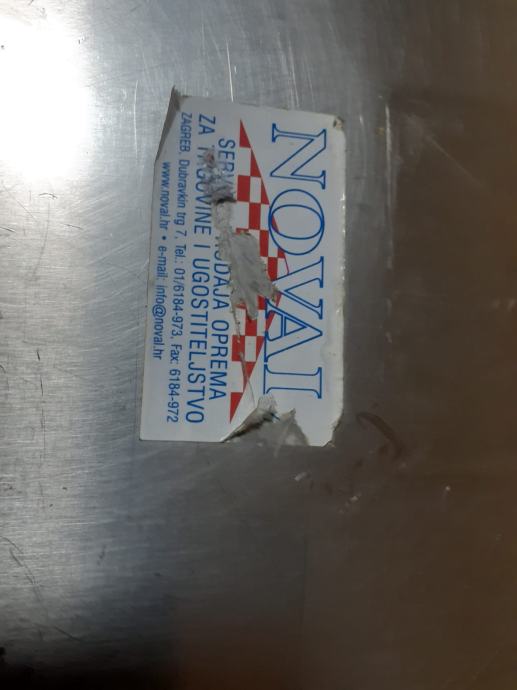 NOVAL
SERVIS PRODAJA OPREMA
ZA TRGOVINE I UGOSTITELJSTVO
ZAGREB, Dubravkin trg 7, Tel.: 01/6184-973, Fax: 6184-972
www.noval.hr • e-mail: info@noval.hr